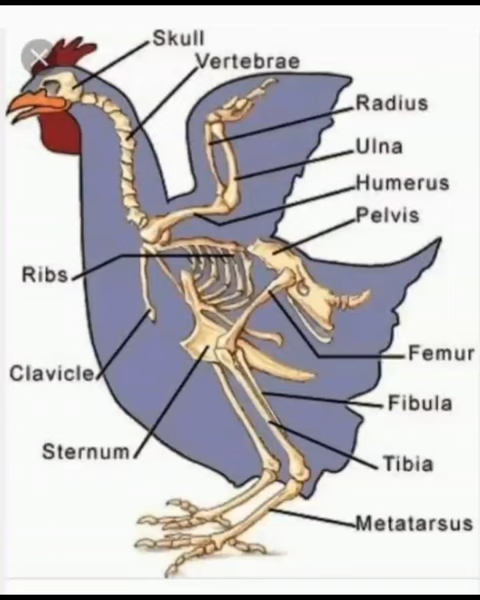 Skull
Vertebrae
Radius
Ulna
Humerus
Pelvis
Ribs
Femur
Clavicle
Fibula
Sternum
Tibia
Metatarsus